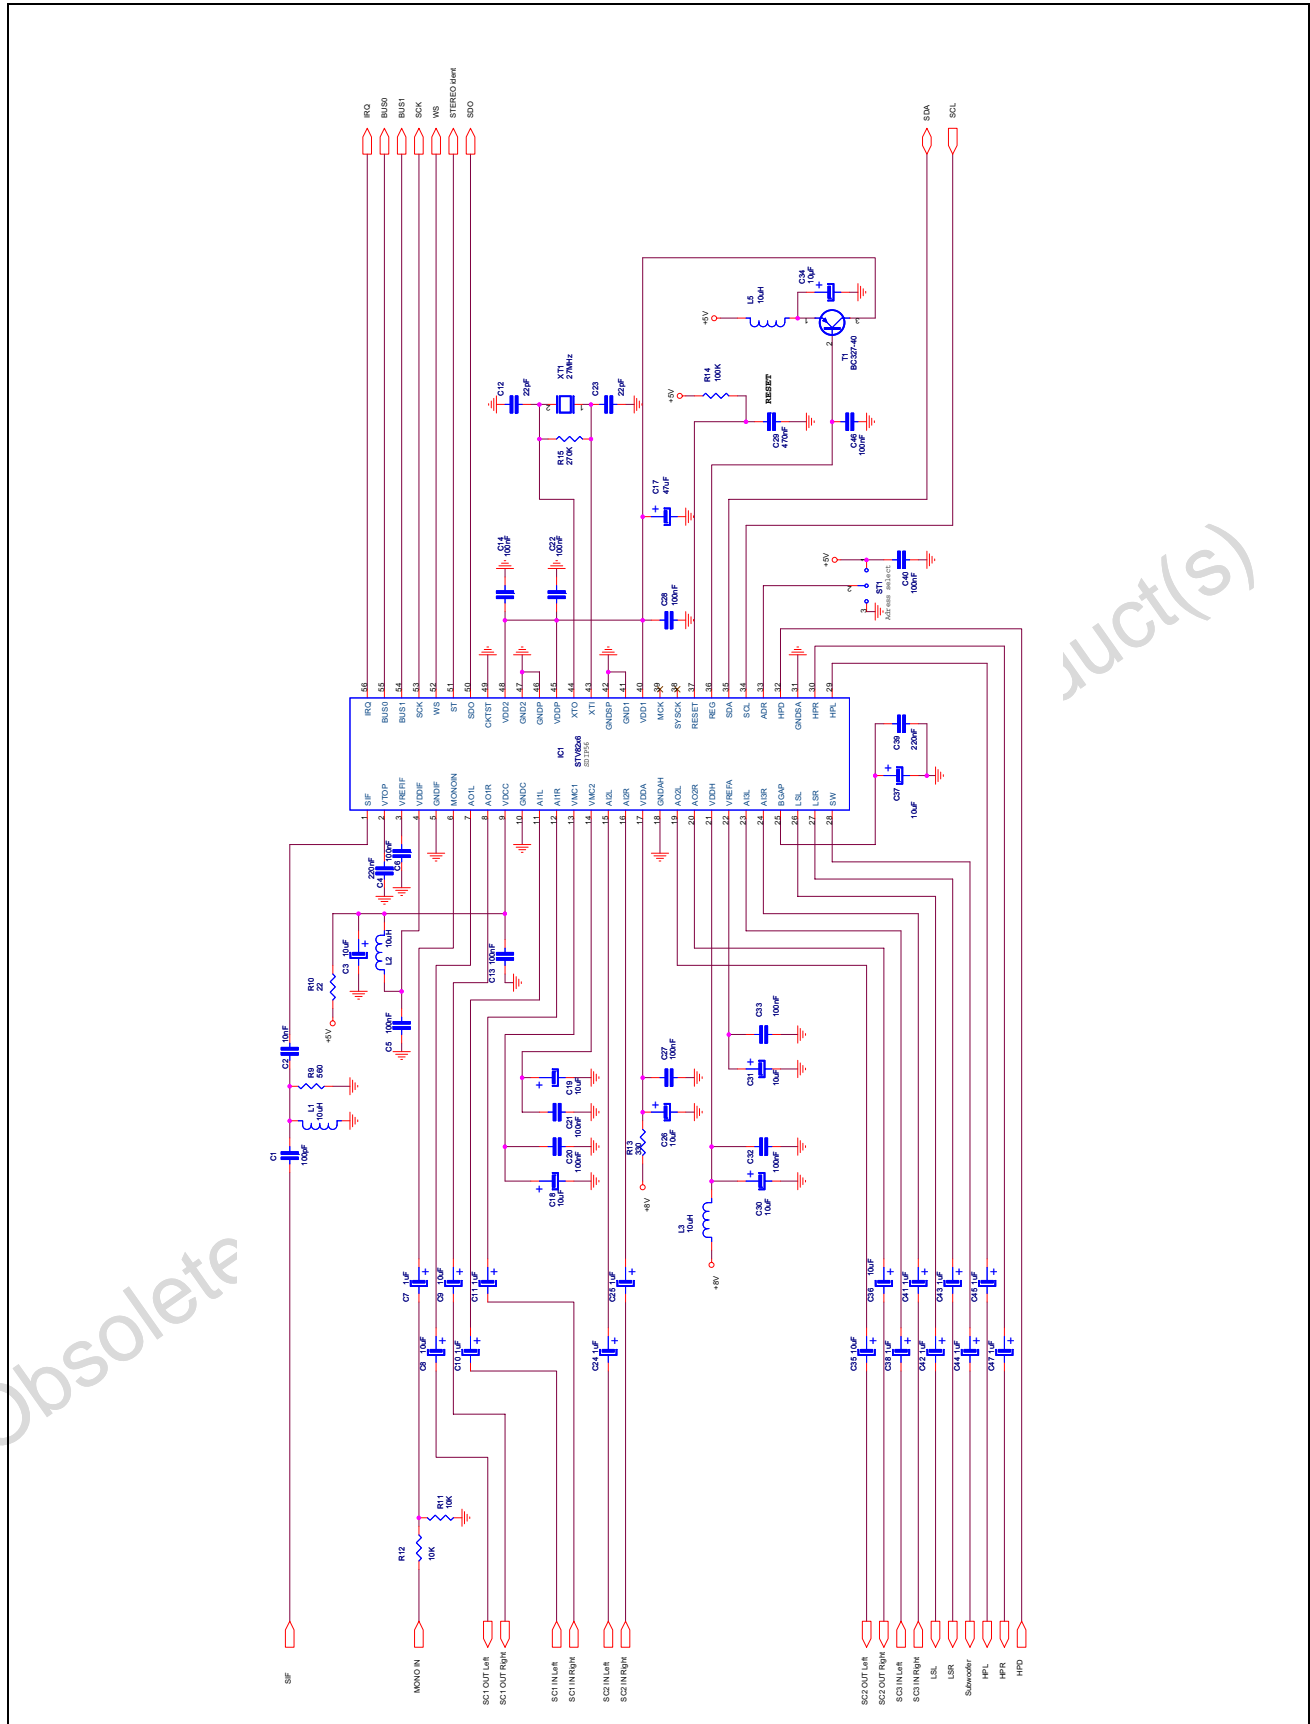 IRQ
BUS0
BUS1
SCK
WS
STEREO ident
SDO
SDA
SCL
C34
10µF
L5
10uH
+5V
1
3
2
T1
BC327-40
XT1
27MHz
C12
22pF
2
1
C23
22pF
R15
270K
R14
100K
+5V
RESET
C29
470nF
C46
100nF
C17
47uF
C14
100nF
C22
100nF
C28
100nF
+5V
2
3
ST1
Adress select
C40
100nF
56
55
54
53
52
51
50
49
48
47
46
45
44
43
42
41
40
39
38
37
36
35
34
33
32
31
30
29
IRQ
BUS0
BUS1
SCK
WS
ST
SDO
CKTST
VDD2
GND2
GNDP
VDDP
XTO
XTI
GNDSP
GND1
VDD1
MCK
SYSCK
RESET
REG
SDA
SCL
ADR
HPD
GNDSA
HPR
HPL
IC1
STV82x6
SDIP56
SIF
VTOP
VREFIF
VDDIF
GNDIF
MONOIN
AO1L
AO1R
VDCC
GNDC
AI1L
AI1R
VMC1
VMC2
AI2L
AI2R
VDDA
GNDAH
AO2L
AO2R
VDDH
VREFA
AI3L
AI3R
BGAP
LSL
LSR
SW
1
2
3
4
5
6
7
8
9
10
11
12
13
14
15
16
17
18
19
20
21
22
23
24
25
26
27
28
C39
220nF
C37
10uF
220nF
C4
100nF
C6
C3
10uF
10uH
L2
R10
22
+5V
C5
100nF
C13
100nF
C2
10nF
R9
560
L1
10uH
C1
100pF
C19
10uF
C21
100nF
C20
100nF
C18
10uF
C27
100nF
C26
10uF
R13
330
+8V
C33
100nF
C31
10uF
C32
100nF
C30
10uF
L3
10uH
+8V
C7
1uF
C9
10uF
C11
1uF
C8
10uF
C10
1uF
C25
1uF
C24
1uF
C36
10uF
C41
1uF
C43
1uF
C45
1uF
C35
10uF
C38
1uF
C42
1uF
C44
1uF
C47
1uF
R11
10K
R12
10K
SIF
MONO IN
SC1 OUT Left
SC1 OUT Right
SC1 IN Left
SC1 IN Right
SC2 IN Left
SC2 IN Right
SC2 OUT Left
SC2 OUT Right
SC3 IN Left
SC3 IN Right
LSL
LSR
Subwoofer
HPL
HPR
HPD
Obsolete
duct(s)